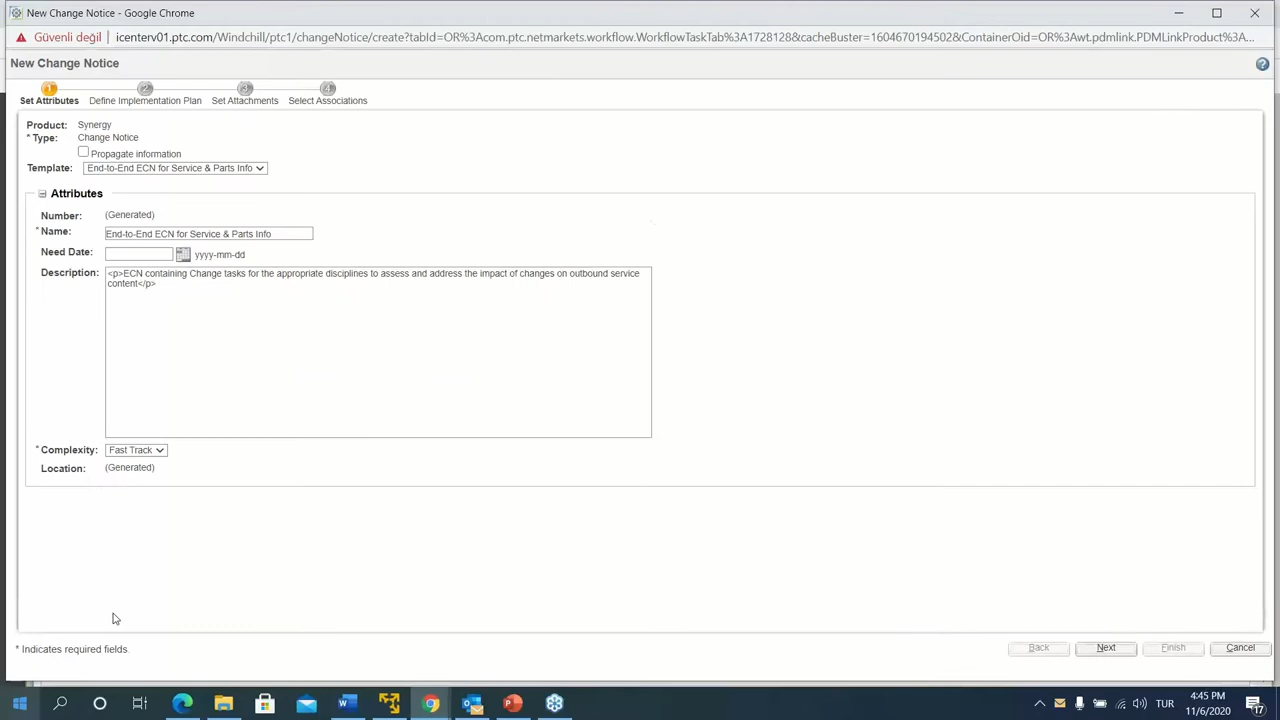 New Change Notice - Google Chrome
Güvenli değil
icenterv01.ptc.com/Windchill/ptc1/changeNotice/create?tabId=OR%3Acom.ptc.netmarkets.workflow.WorkflowTaskTab%3A1728128&cacheBuster=1604670194502&ContainerOid=OR%3Awt.pdmlink.PDMLinkProduct%3A...
New Change Notice
1 2 3 4
Set Attributes Define Implementation Plan Set Attachments Select Associations
Product: Synergy
* Type: Change Notice
Propagate information
Template: End-to-End ECN for Service & Parts Info
Attributes
Number: (Generated)
* Name: End-to-End ECN for Service & Parts Info
Need Date: yyyy-mm-dd
Description: <p>ECN containing Change tasks for the appropriate disciplines to assess and address the impact of changes on outbound service
content</p>
* Complexity: Fast Track
Location: (Generated)
* Indicates required fields.
Back Next Finish Cancel
TUR
4:45 PM
11/6/2020
17